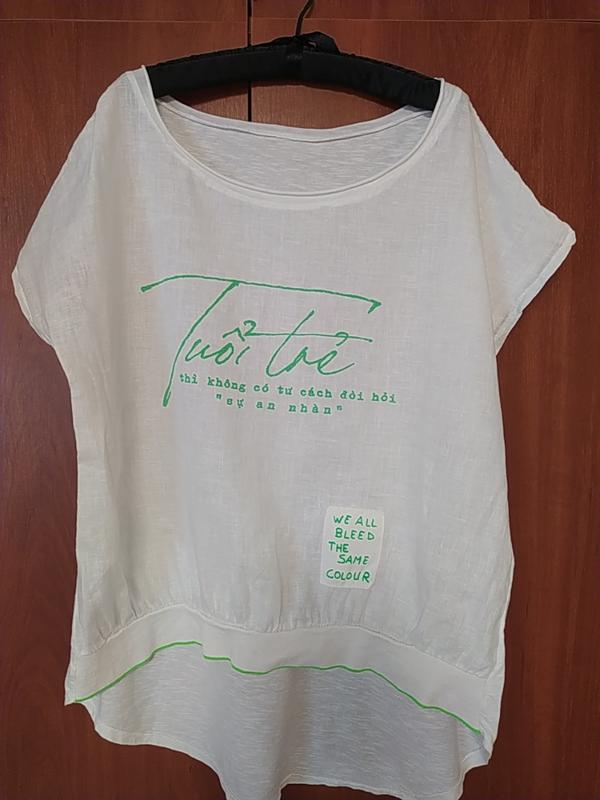 Tuổi trẻ
thì không có tư cách đòi hỏi
"sự an nhàn"
WE ALL
BLEED
THE
SAME
COLOUR